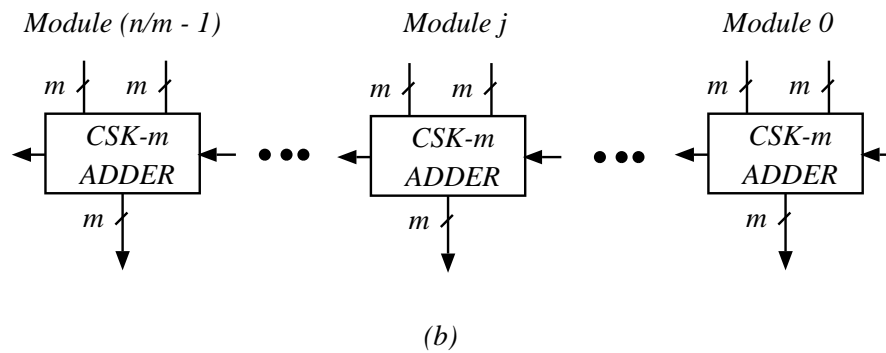 Module (n/m - 1) Module j Module 0
m m m m m m
CSK-m CSK-m CSK-m
ADDER ADDER ADDER
m m m
(b)